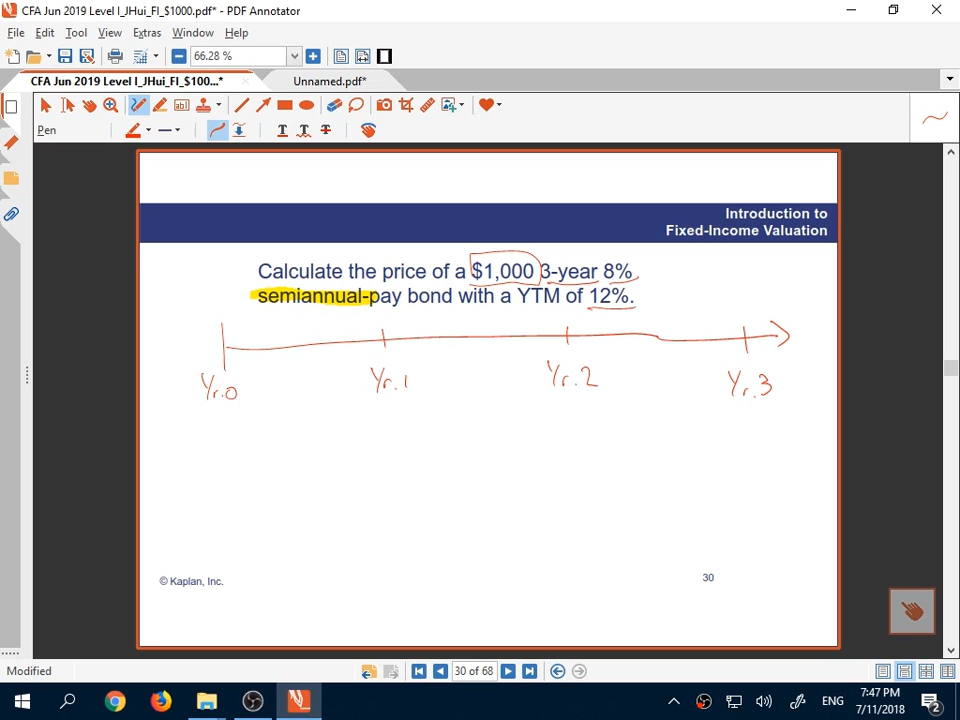 CFA Jun 2019 Level I_JHui_FI_$1000.pdf* - PDF Annotator
File Edit Tool View Extras Window Help
66.28 %
CFA Jun 2019 Level I_JHui_FI_$100...* Unnamed.pdf*
Pen
Introduction to
Fixed-Income Valuation
Calculate the price of a $1,000 3-year 8%
semiannual-pay bond with a YTM of 12%.
Yr.0 Yr.1 Yr.2 Yr.3
© Kaplan, Inc. 30
Modified 30 of 68
ENG 7:47 PM
7/11/2018 2